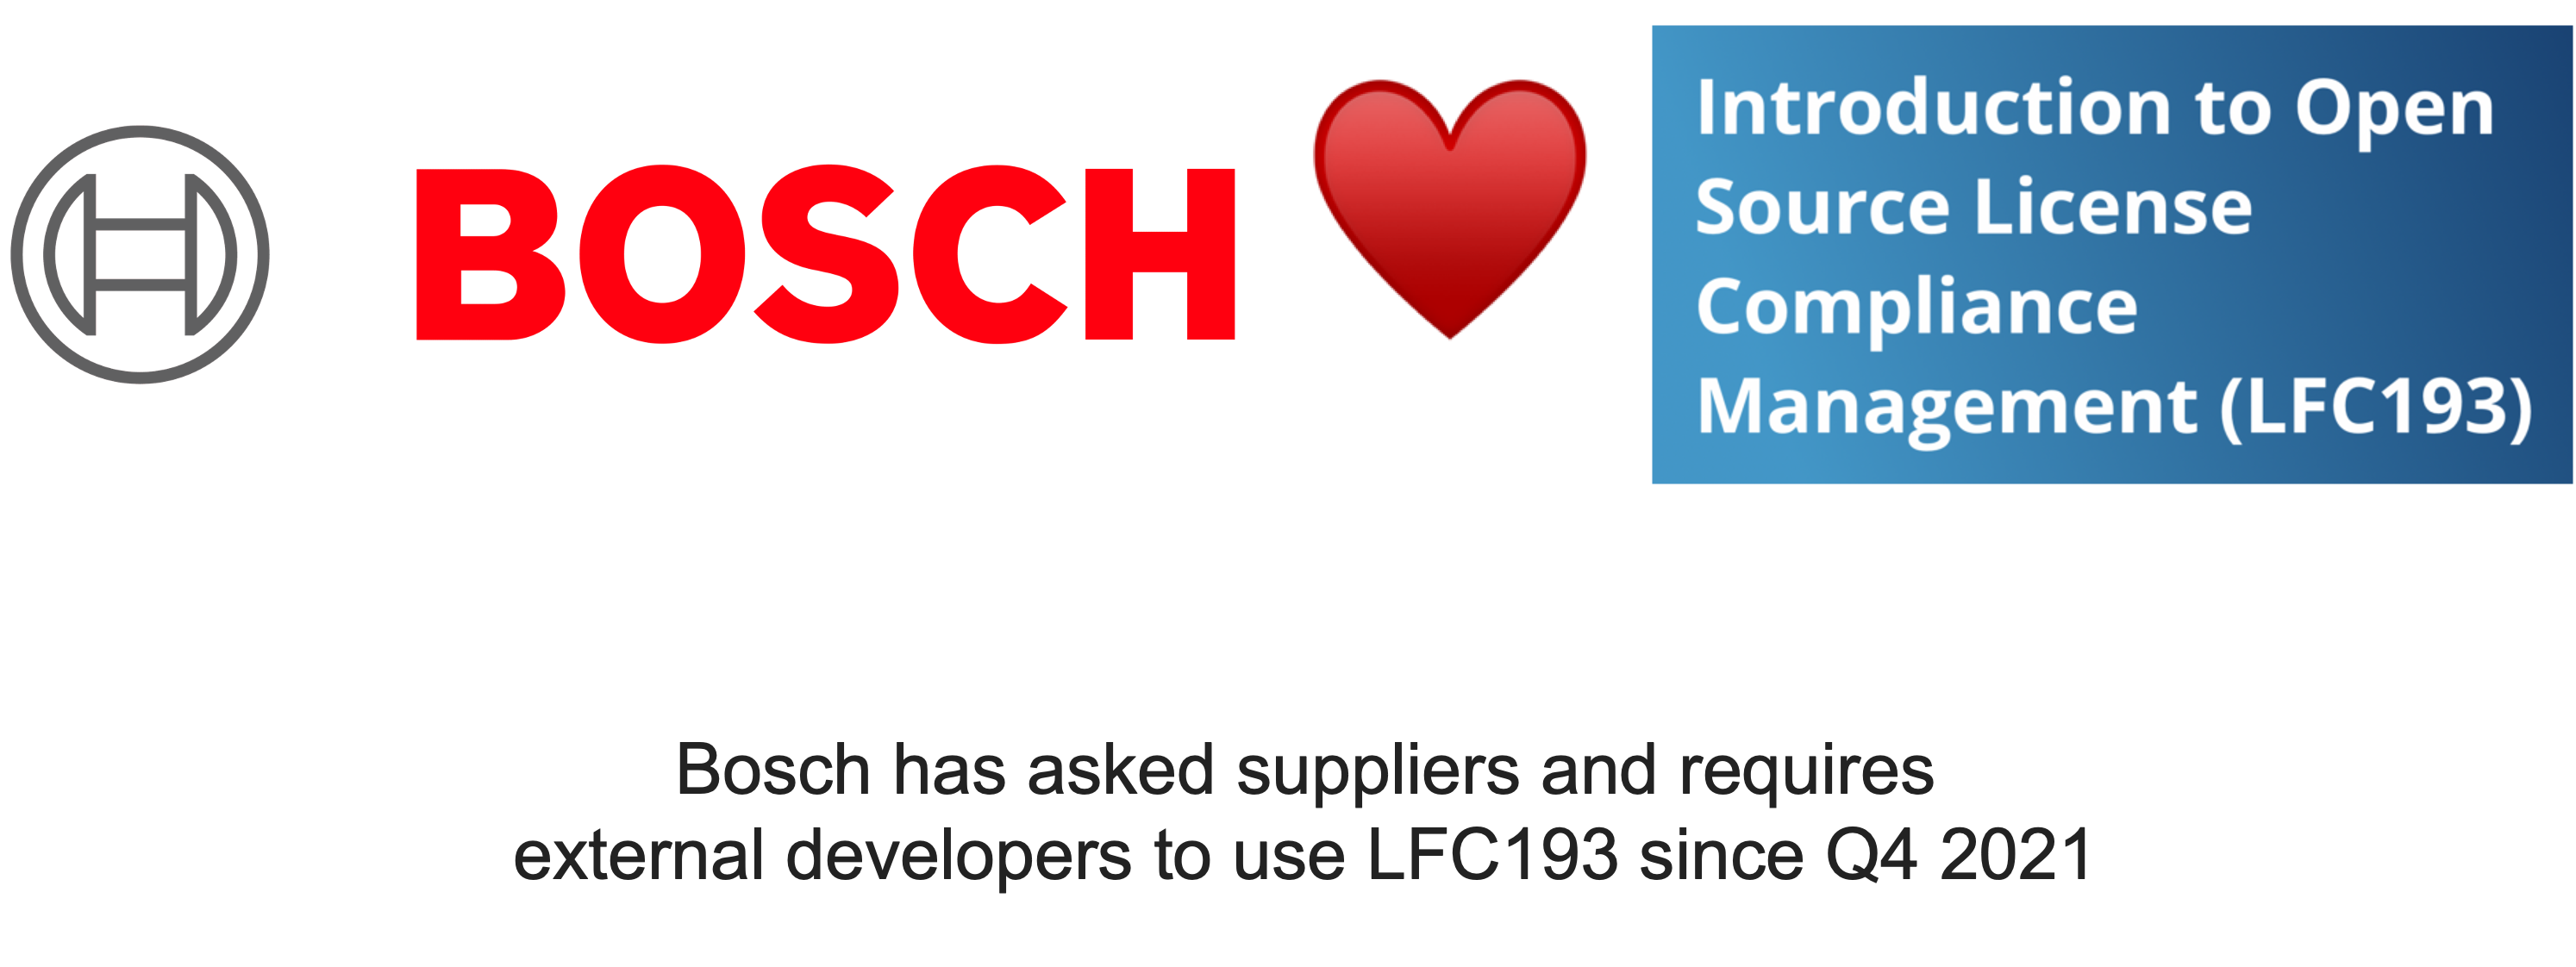 BOSCH
Introduction to Open
Source License
Compliance
Management (LFC193)
Bosch has asked suppliers and requires
external developers to use LFC193 since Q4 2021